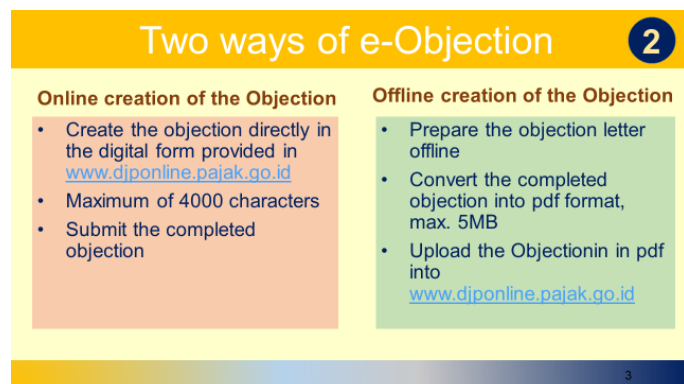 Two ways of e-Objection
2
Online creation of the Objection
• Create the objection directly in
the digital form provided in
www.djponline.pajak.go.id
• Maximum of 4000 characters
• Submit the completed
objection
Offline creation of the Objection
• Prepare the objection letter
offline
• Convert the completed
objection into pdf format,
max. 5MB
• Upload the Objectionin in pdf
into
www.djponline.pajak.go.id
3